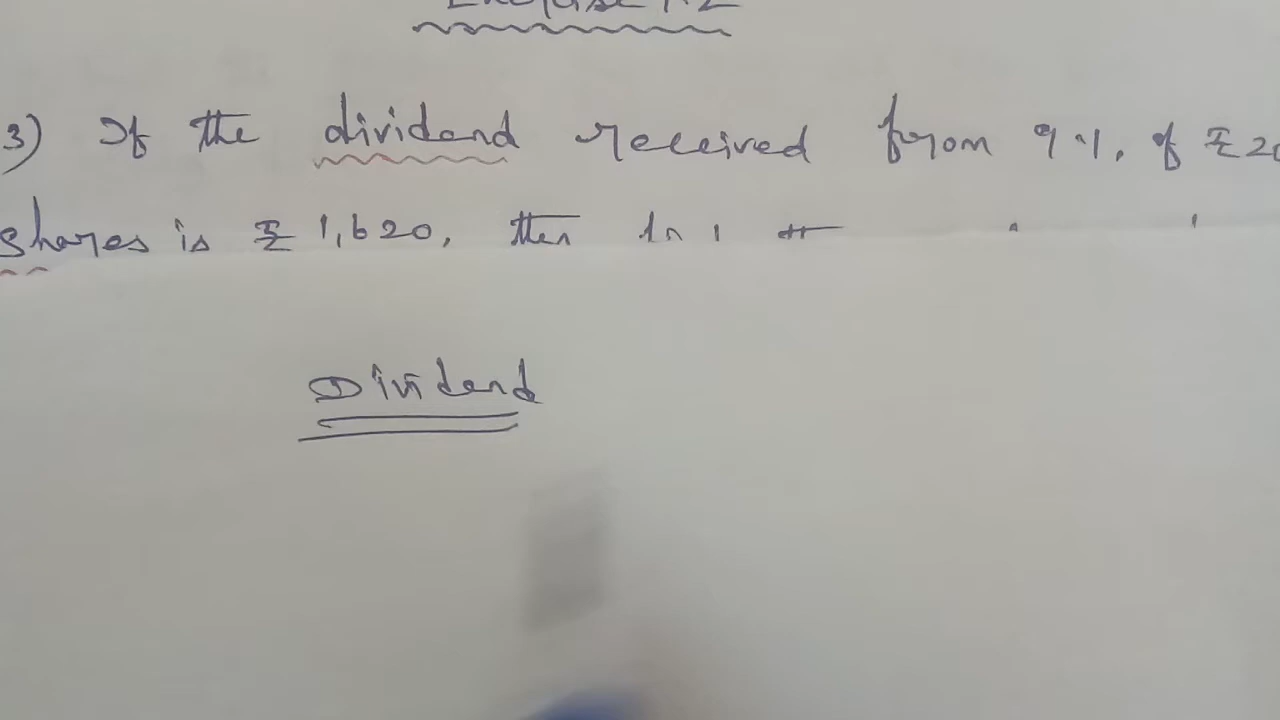 3) If the dividend received from 9%. of ₹ 20
shares is ₹ 1,620, then
Dividend